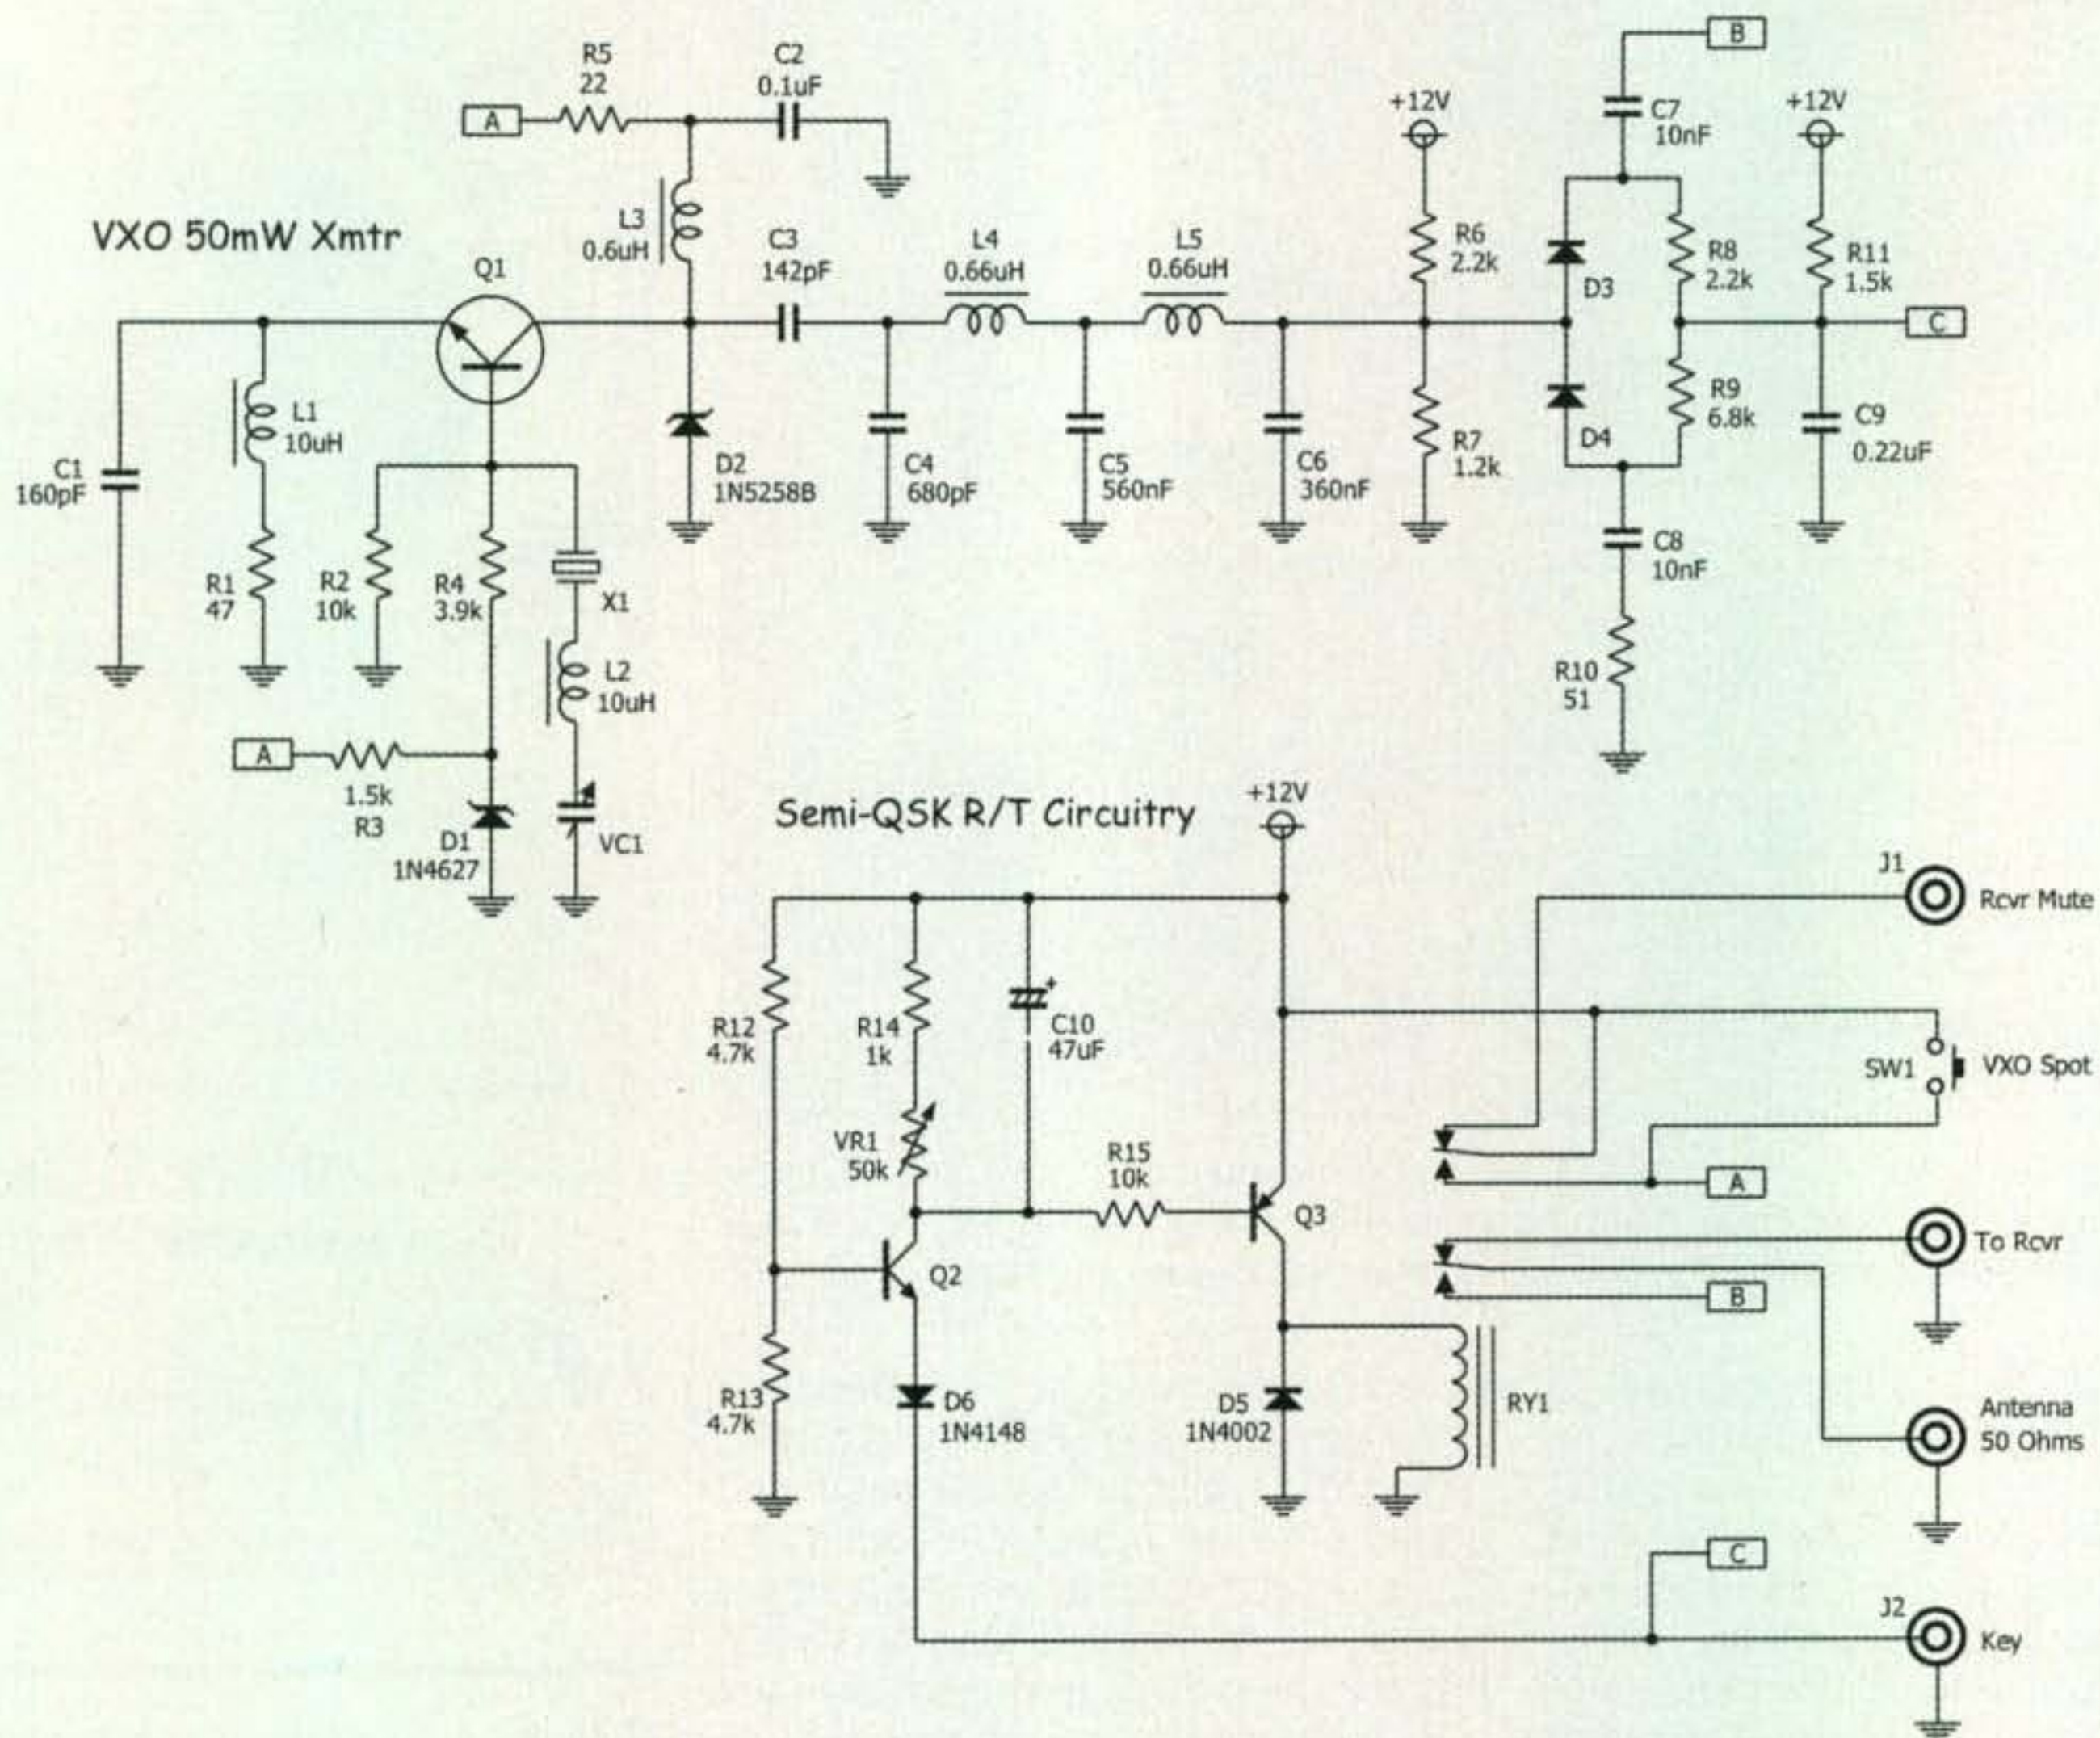 R5
22
C2
0.1uF
A
B
+12V
C7
10nF
+12V
VXO 50mW Xmtr
Q1
L3
0.6uH
C3
142pF
L4
0.66uH
L5
0.66uH
R6
2.2k
D3
R8
2.2k
R11
1.5k
C
L1
10uH
C1
160pF
D2
1N5258B
C4
680pF
C5
560nF
C6
360nF
R7
1.2k
D4
R9
6.8k
C9
0.22uF
C8
10nF
R1
47
R2
10k
R4
3.9k
X1
L2
10uH
R10
51
A
1.5k
R3
D1
1N4627
VC1
Semi-QSK R/T Circuitry
+12V
J1
Rcvr Mute
R12
4.7k
R14
1k
+
C10
47uF
SW1
VXO Spot
VR1
50k
R15
10k
Q3
A
To Rcvr
Q2
B
R13
4.7k
D6
1N4148
D5
1N4002
RY1
Antenna
50 Ohms
C
J2
Key